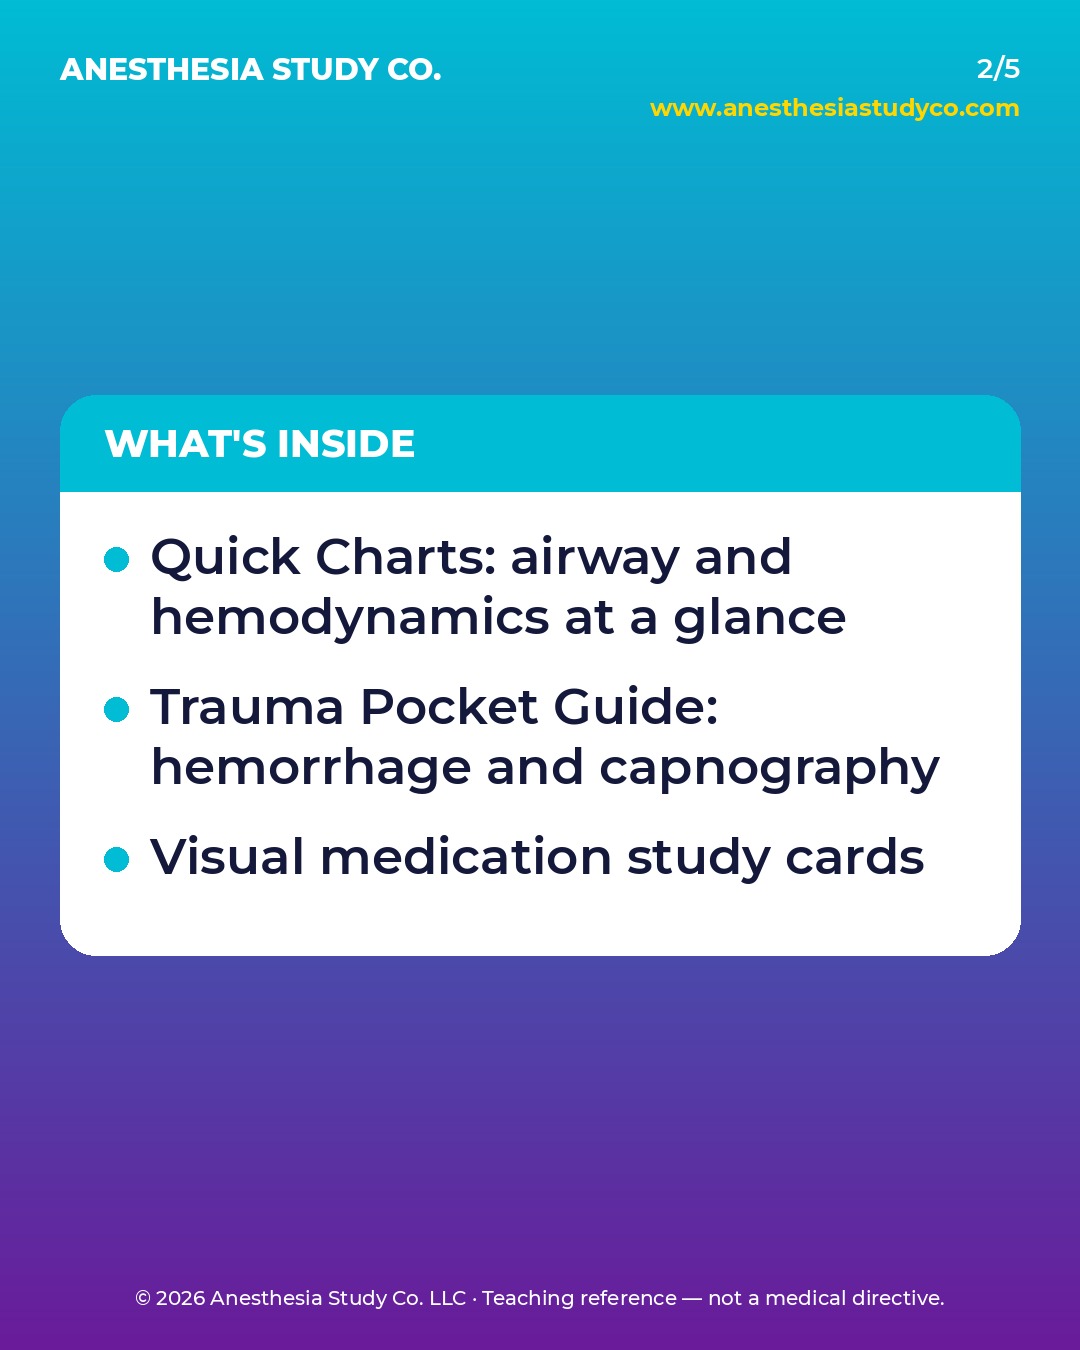 ANESTHESIA STUDY CO.
2/5
www.anesthesiastudyco.com
WHAT'S INSIDE
Quick Charts: airway and
hemodynamics at a glance
Trauma Pocket Guide:
hemorrhage and capnography
Visual medication study cards
© 2026 Anesthesia Study Co. LLC · Teaching reference — not a medical directive.